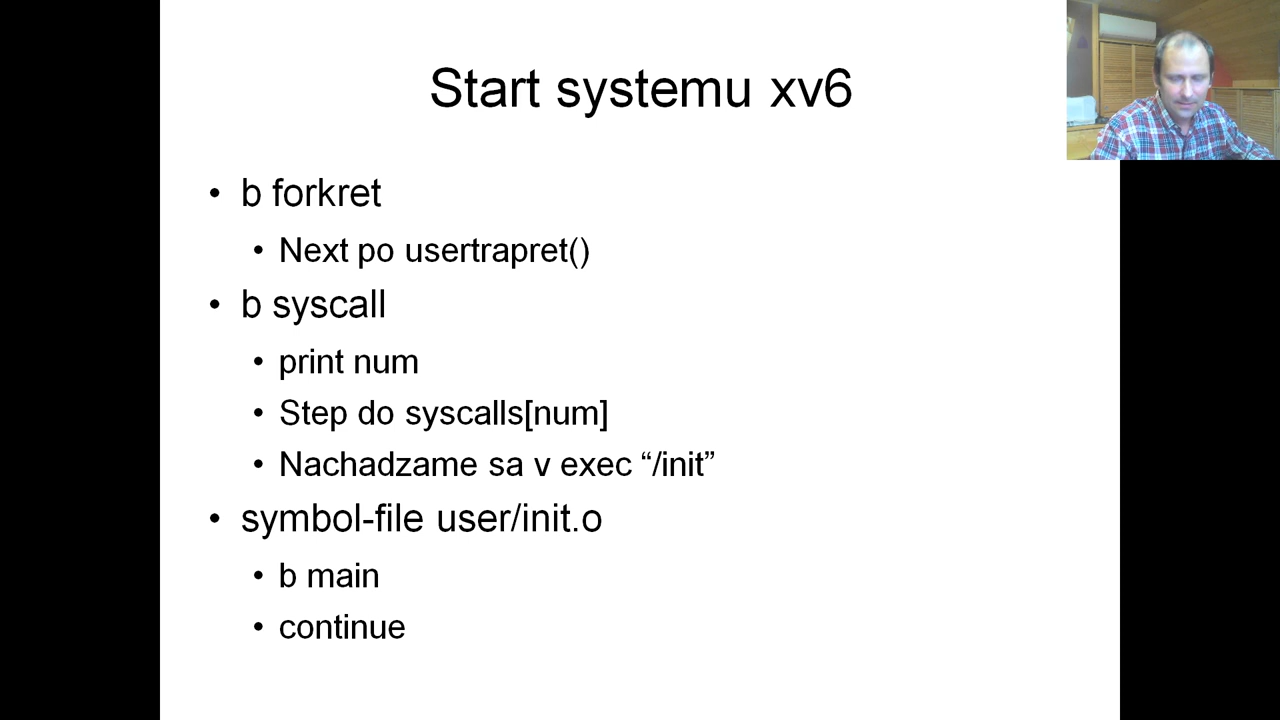 Start systemu xv6
• b forkret
• Next po usertrapret()
• b syscall
• print num
• Step do syscalls[num]
• Nachadzame sa v exec “/init”
• symbol-file user/init.o
• b main
• continue